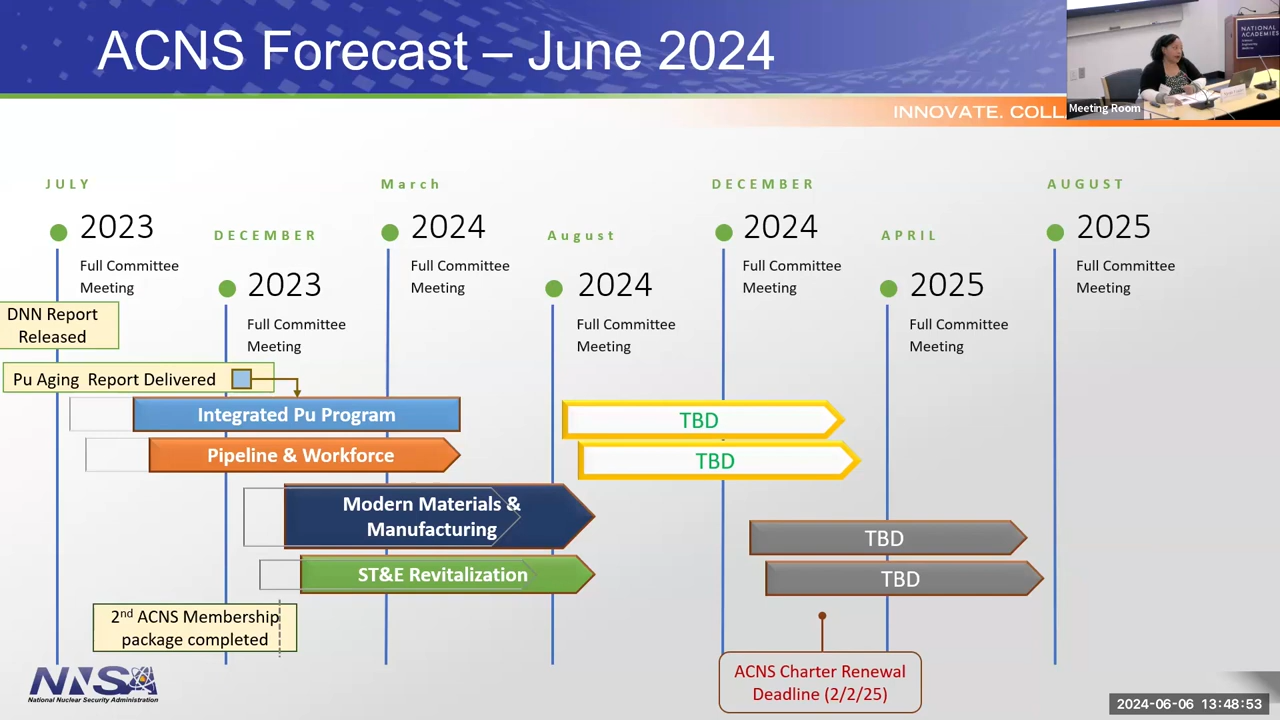 ACNS Forecast – June 2024
INNOVATE. COLL
NATIONAL
ACADEMIES
Meeting Room
JULY
2023
Full Committee
Meeting
DECEMBER
2023
Full Committee
Meeting
March
2024
Full Committee
Meeting
August
2024
Full Committee
Meeting
DECEMBER
2024
Full Committee
Meeting
APRIL
2025
Full Committee
Meeting
AUGUST
2025
Full Committee
Meeting
DNN Report
Released
Pu Aging Report Delivered
Integrated Pu Program
TBD
Pipeline & Workforce
TBD
Modern Materials &
Manufacturing
TBD
ST&E Revitalization
TBD
2nd ACNS Membership
package completed
ACNS Charter Renewal
Deadline (2/2/25)
NNSA
National Nuclear Security Administration
2024-06-06 13:48:53